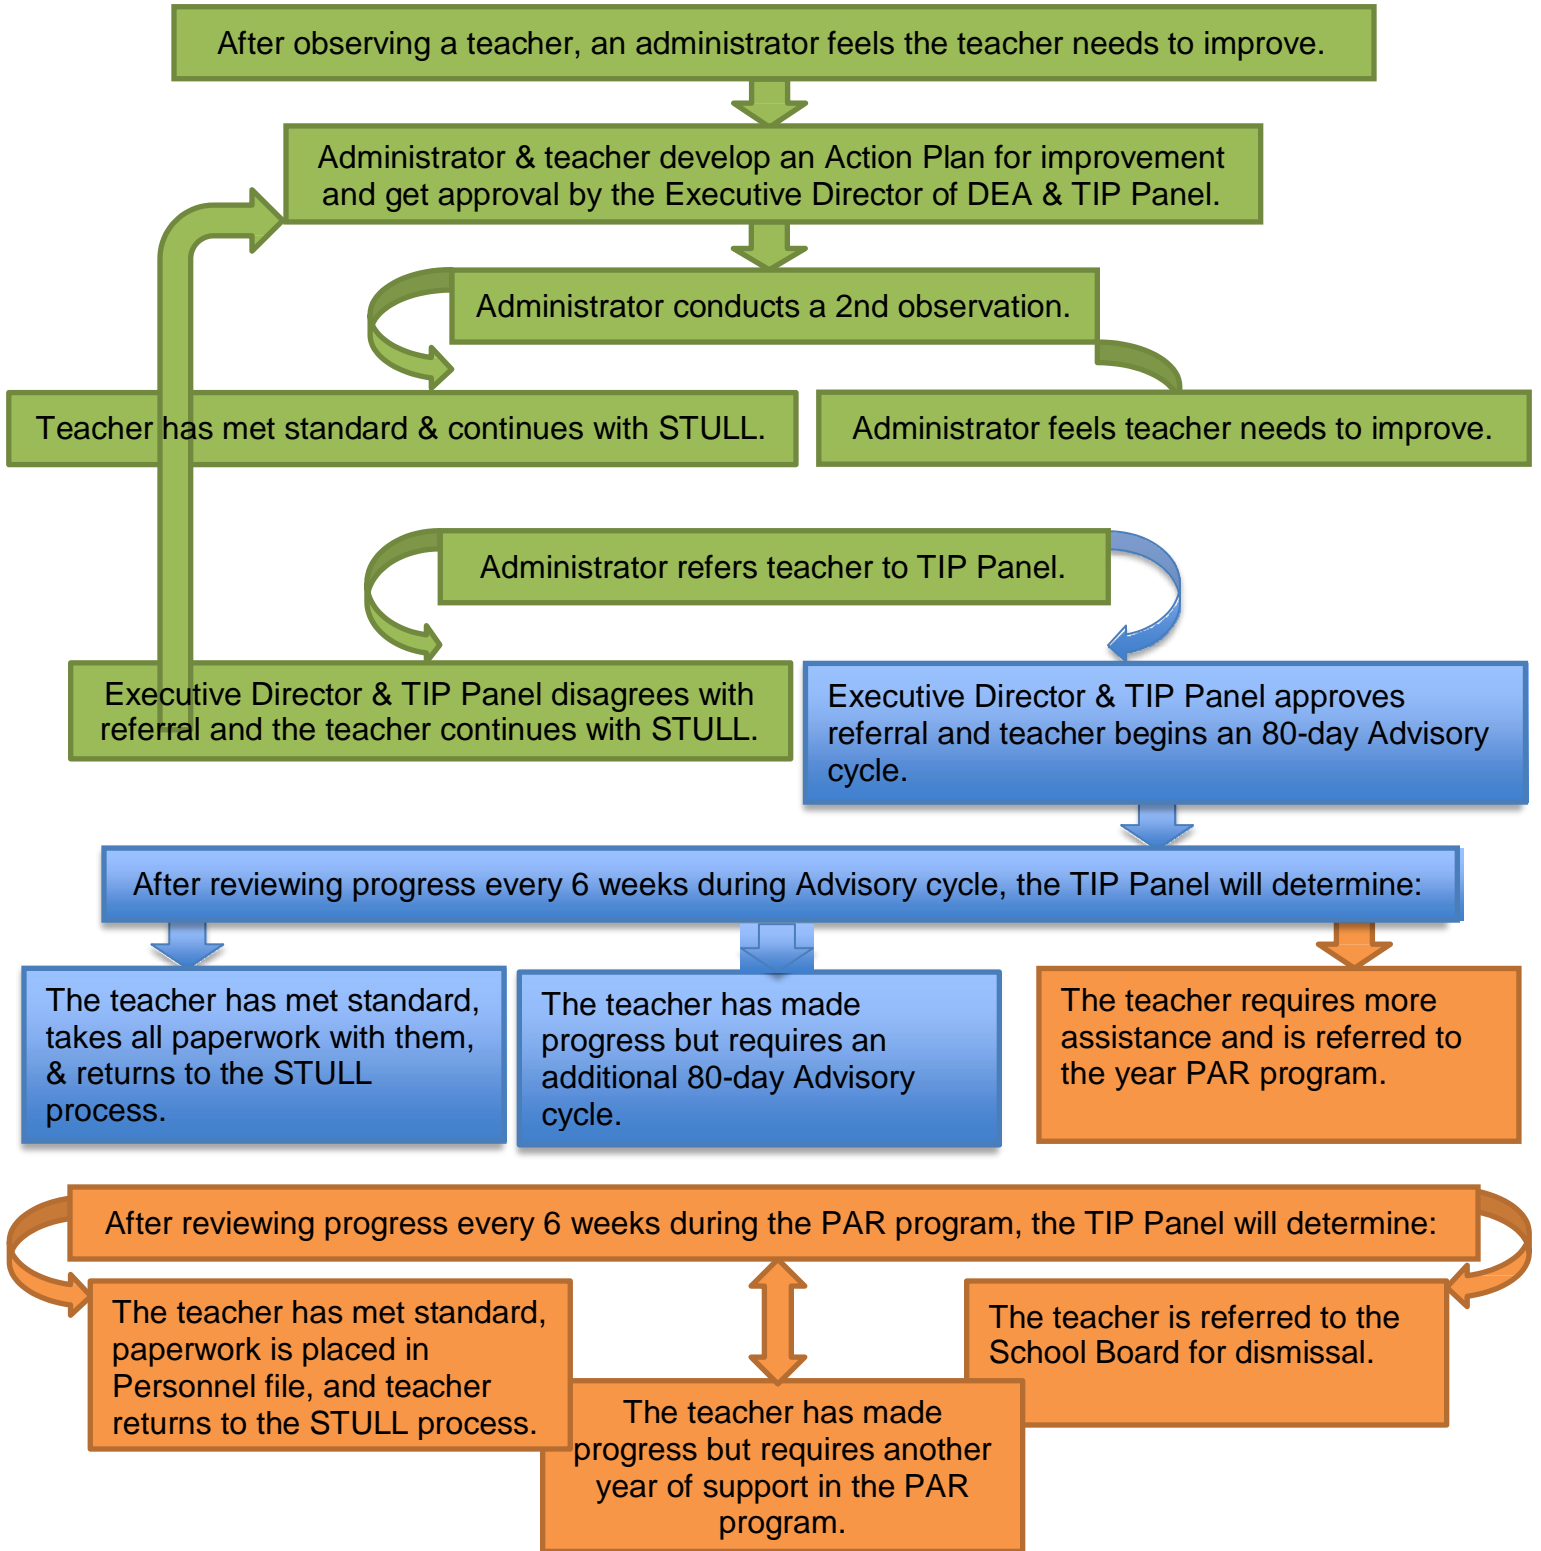 After observing a teacher, an administrator feels the teacher needs to improve.
Administrator & teacher develop an Action Plan for improvement
and get approval by the Executive Director of DEA & TIP Panel.
Administrator conducts a 2nd observation.
Teacher has met standard & continues with STULL.
Administrator feels teacher needs to improve.
Administrator refers teacher to TIP Panel.
Executive Director & TIP Panel disagrees with
referral and the teacher continues with STULL.
Executive Director & TIP Panel approves
referral and teacher begins an 80-day Advisory
cycle.
After reviewing progress every 6 weeks during Advisory cycle, the TIP Panel will determine:
The teacher has met standard,
takes all paperwork with them,
& returns to the STULL
process.
The teacher has made
progress but requires an
additional 80-day Advisory
cycle.
The teacher requires more
assistance and is referred to
the year PAR program.
After reviewing progress every 6 weeks during the PAR program, the TIP Panel will determine:
The teacher has met standard,
paperwork is placed in
Personnel file, and teacher
returns to the STULL process.
The teacher has made
progress but requires another
year of support in the PAR
program.
The teacher is referred to the
School Board for dismissal.